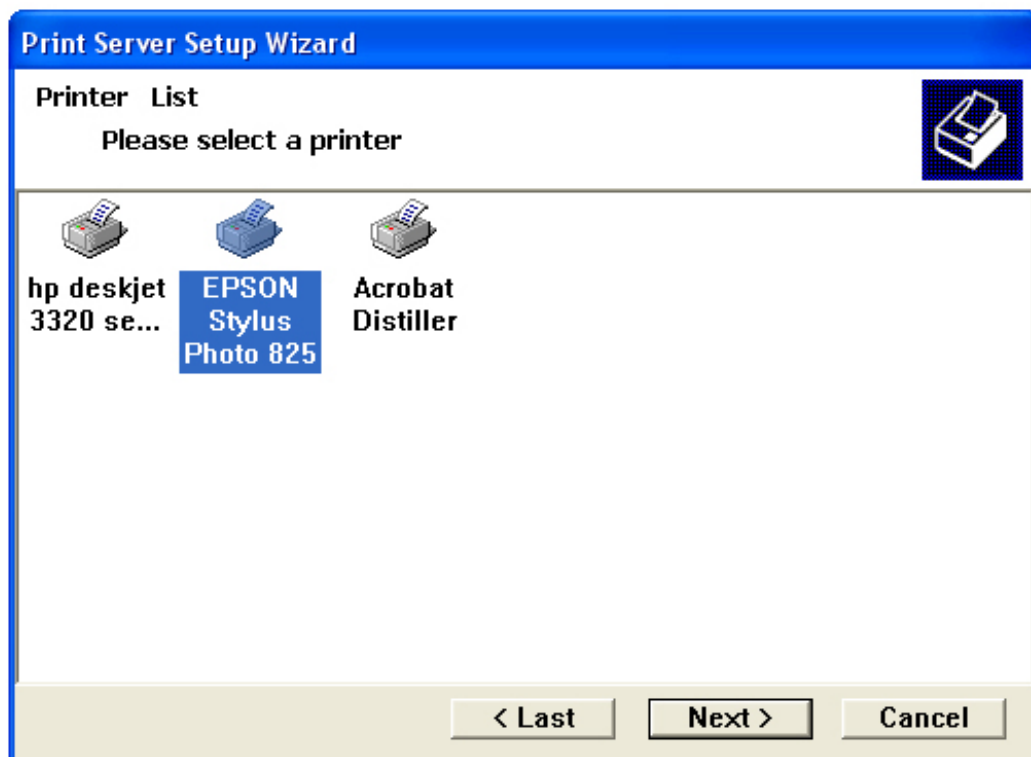 Print Server Setup Wizard
Printer List
Please select a printer
hp deskjet
3320 se...
EPSON
Stylus
Photo 825
Acrobat
Distiller
< Last
Next >
Cancel